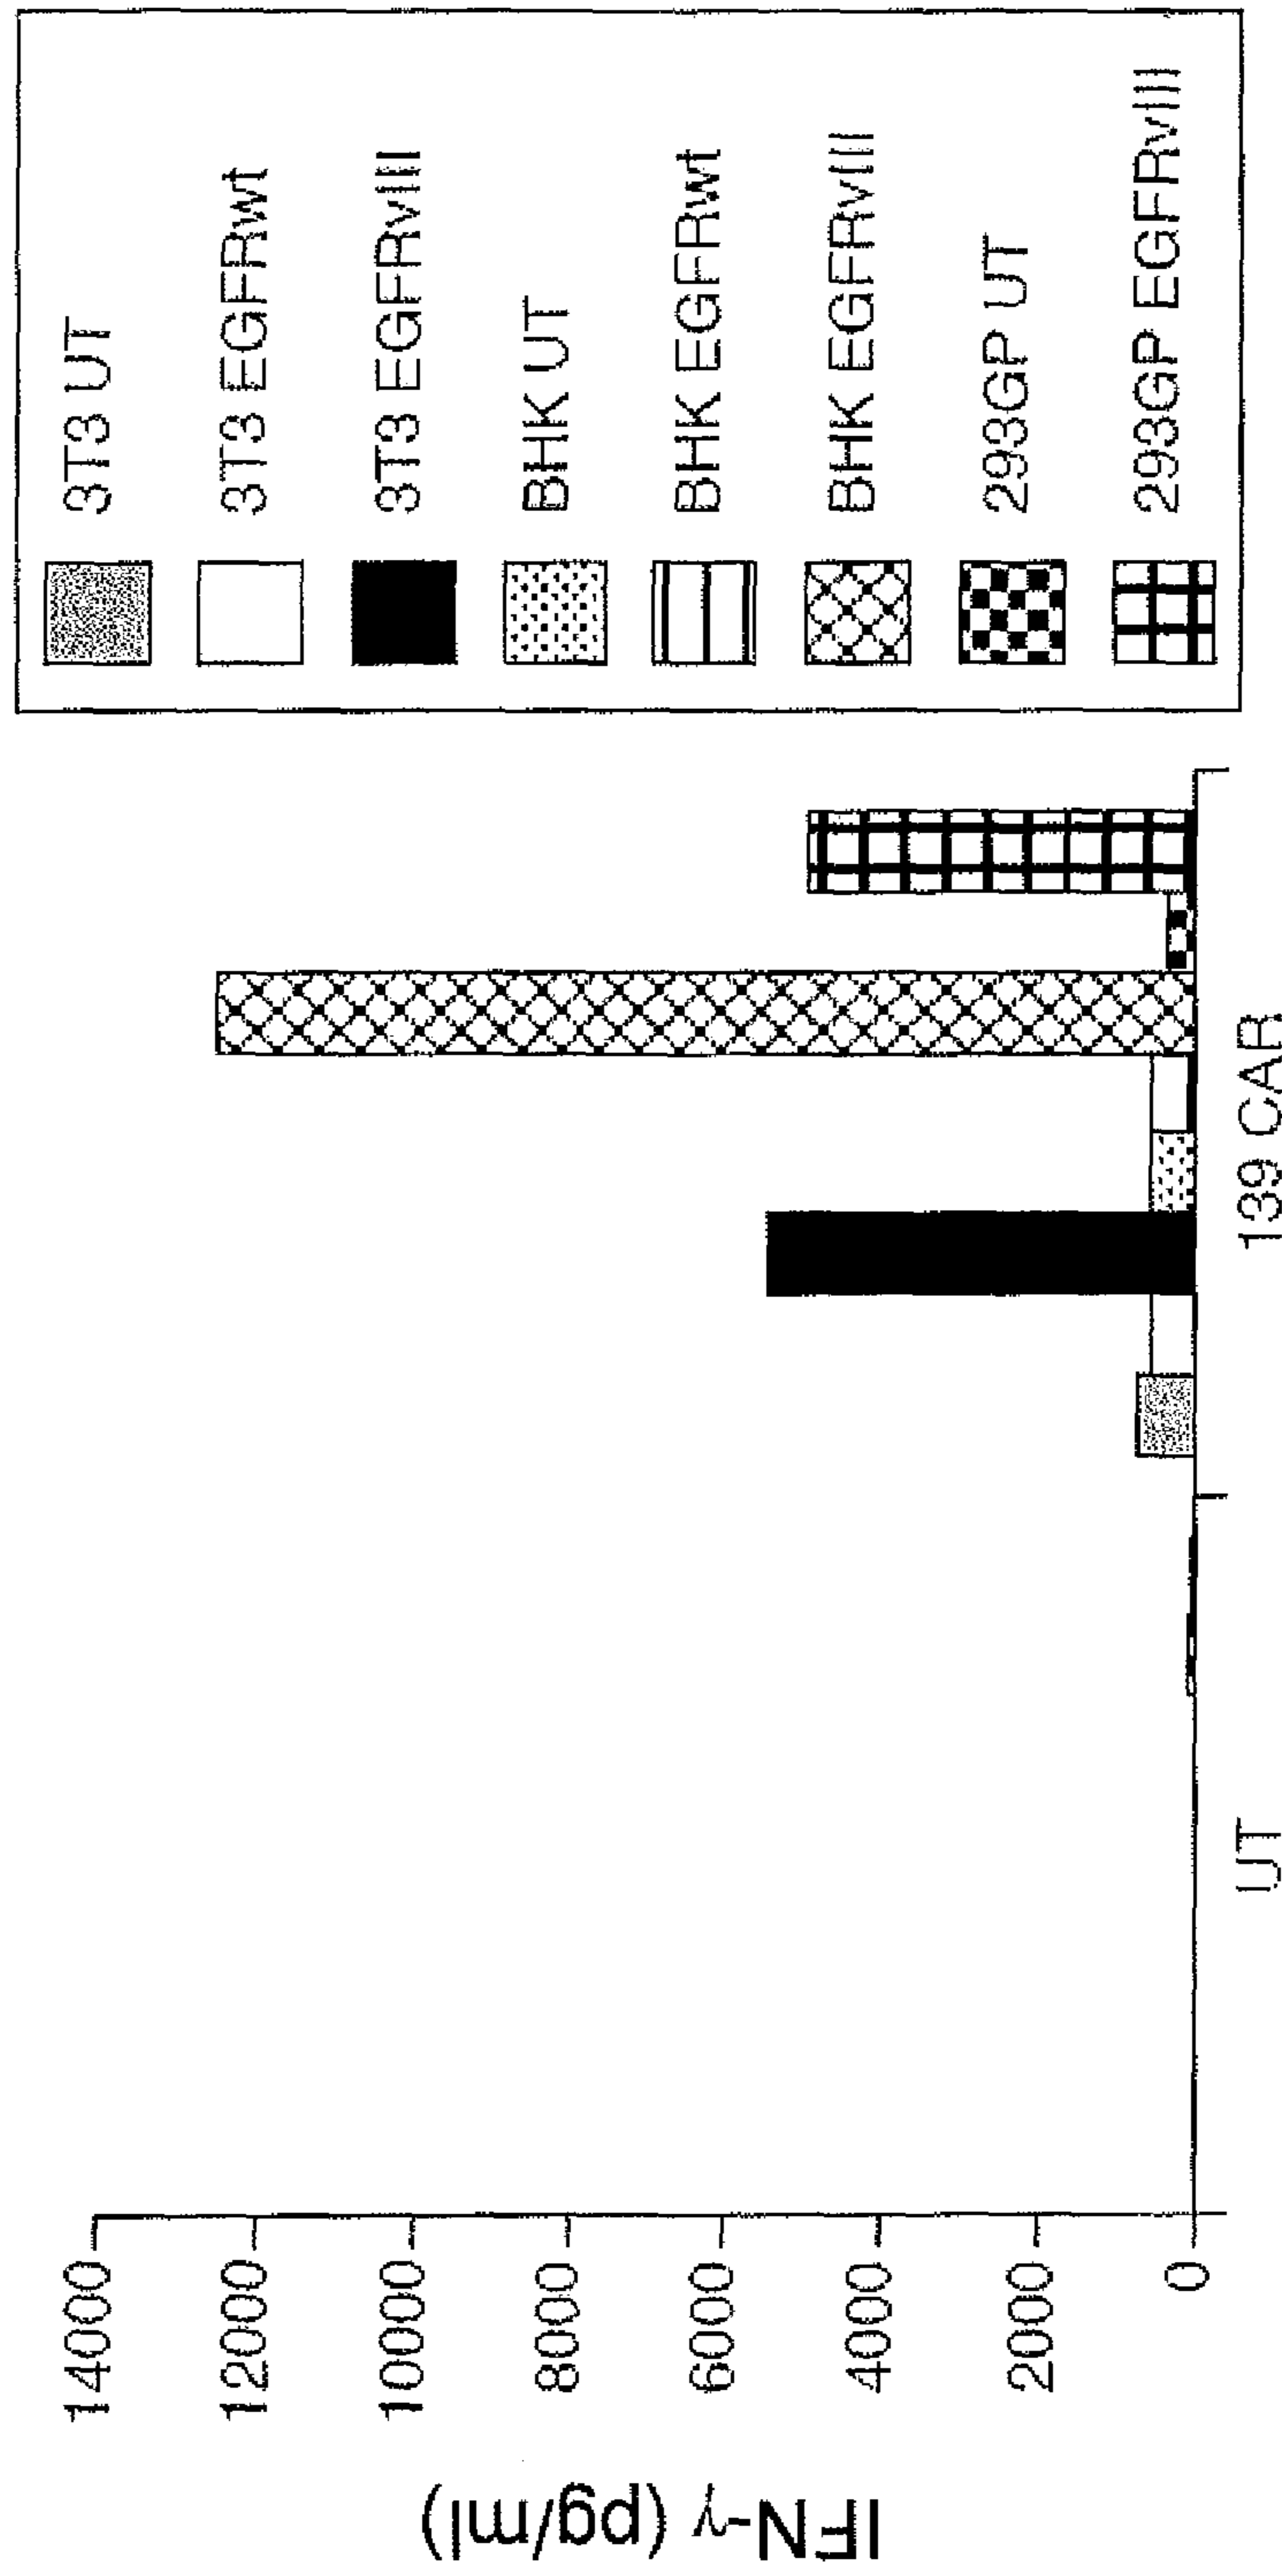 IFN-γ (pg/ml)
14000
12000
10000
8000
6000
4000
2000
0
UT
139 CAR
3T3 UT
3T3 EGFRwt
3T3 EGFRvIII
BHK UT
BHK EGFRwt
BHK EGFRvIII
293GP UT
293GP EGFRvIII